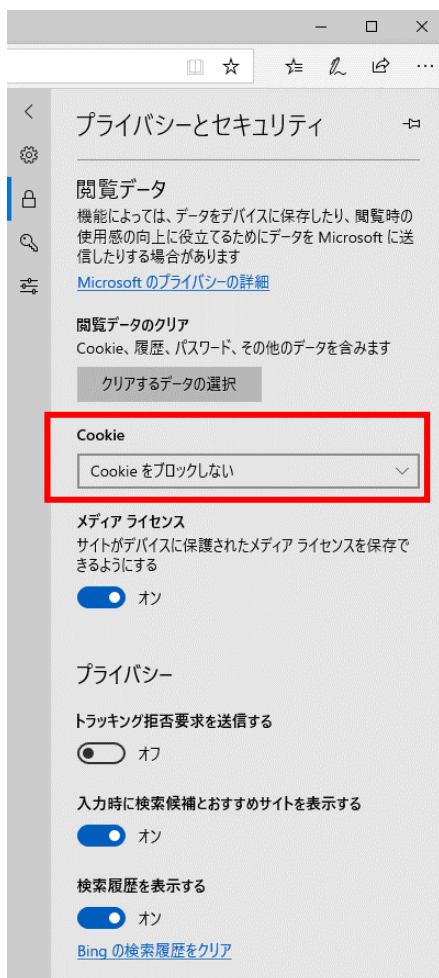 プライバシーとセキュリティ
閲覧データ
機能によっては、データをデバイスに保存したり、閲覧時の
使用感の向上に役立てるためにデータを Microsoft に送
信したりする場合があります
Microsoft のプライバシーの詳細
閲覧データのクリア
Cookie、履歴、パスワード、その他のデータを含みます
クリアするデータの選択
Cookie
Cookie をブロックしない
メディア ライセンス
サイトがデバイスに保護されたメディア ライセンスを保存で
きるようにする
オン
プライバシー
トラッキング拒否要求を送信する
オフ
入力時に検索候補とおすすめサイトを表示する
オン
検索履歴を表示する
オン
Bing の検索履歴をクリア